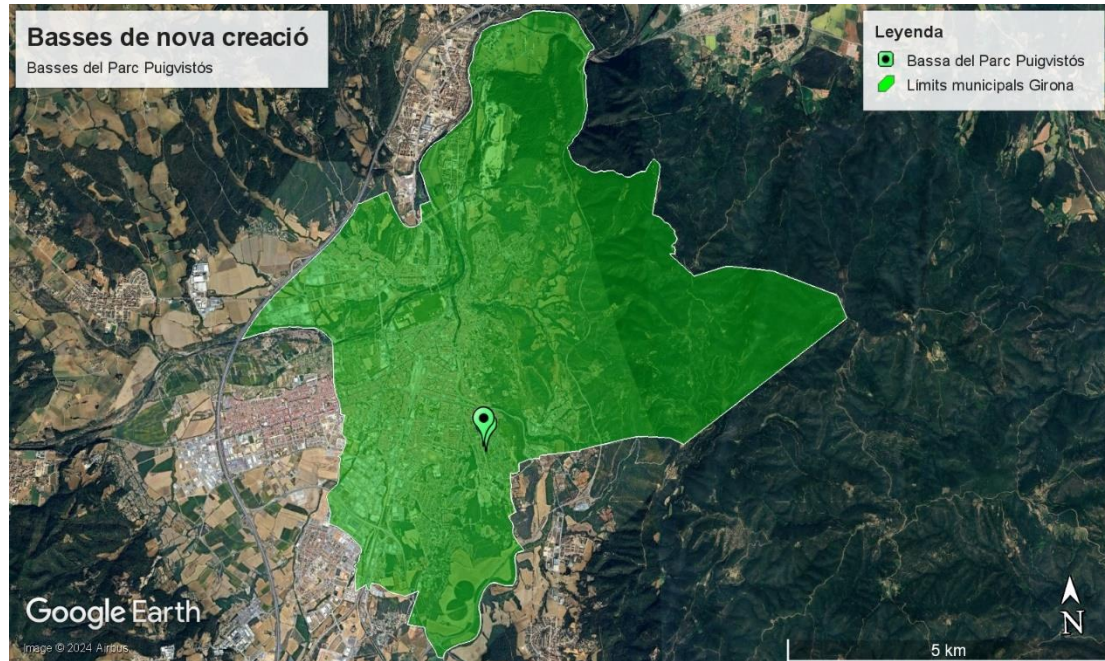 Basses de nova creació
Basses del Parc Puigvistós
Leyenda
Bassa del Parc Puigvistós
Límits municipals Girona
Google Earth
Image © 2024 Airbus
N
5 km